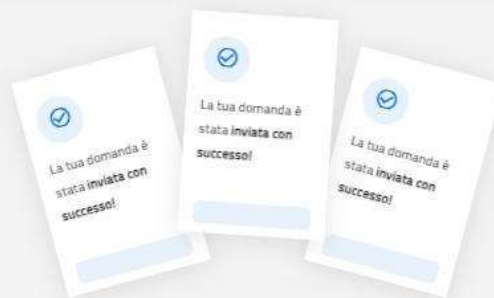 La tua domanda è
stata inviata con
successo!
La tua domanda è
stata inviata con
successo!
La tua domanda è
stata inviata con
successo!